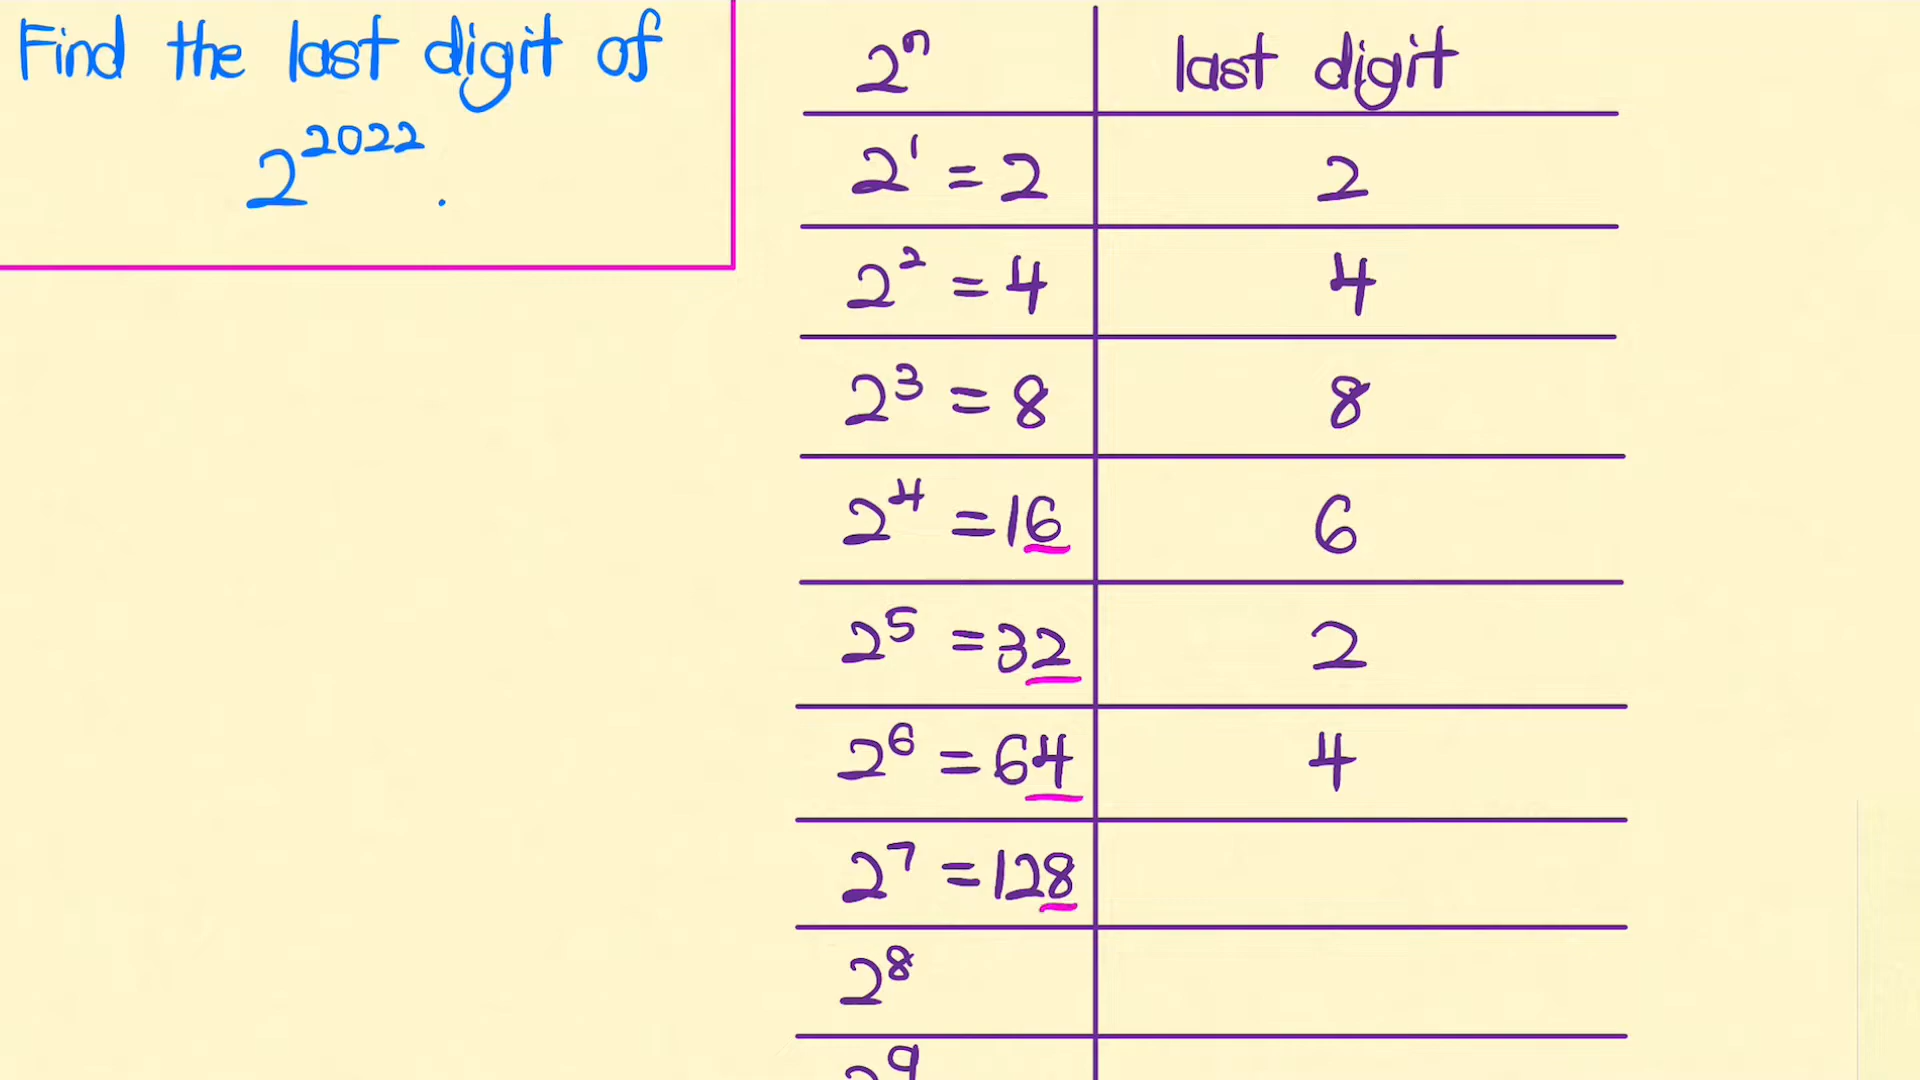 Find the last digit of
2^2022.
2^n last digit
2^1 = 2 2
2^2 = 4 4
2^3 = 8 8
2^4 = 16 6
2^5 = 32 2
2^6 = 64 4
2^7 = 128
2^8
2^9